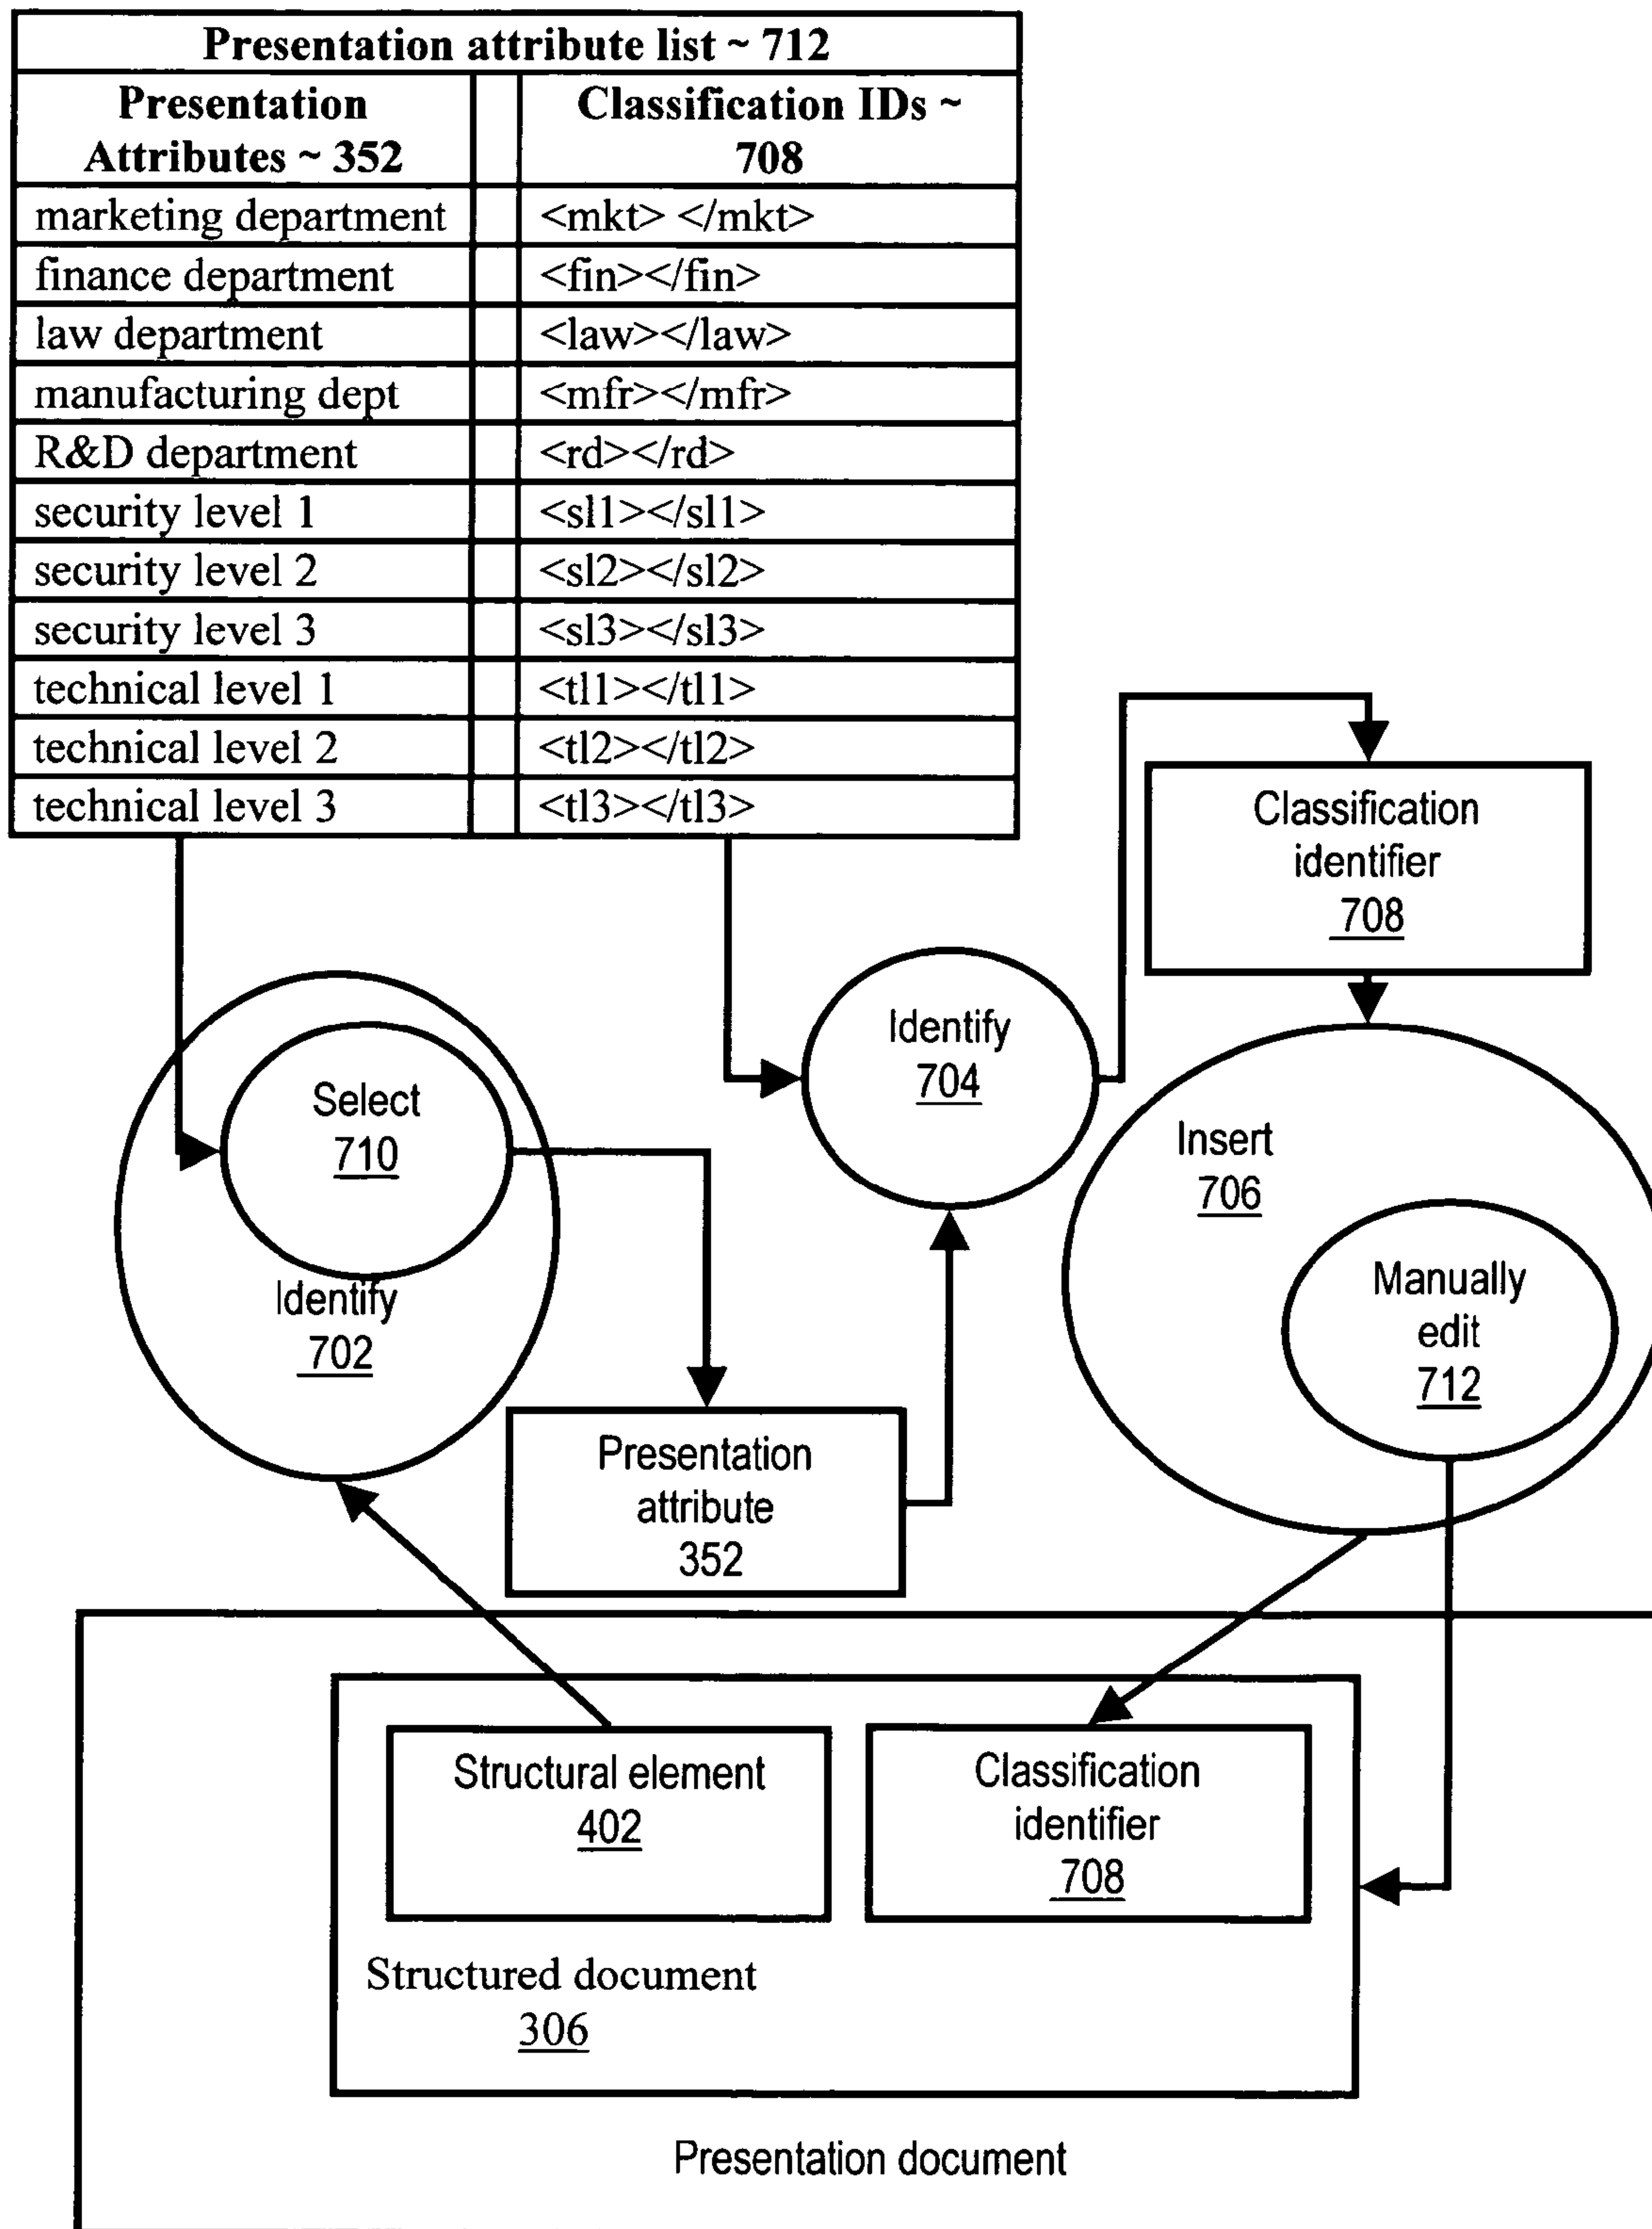 Presentation attribute list ~ 712
Presentation
Attributes ~ 352
Classification IDs ~
708
marketing department <mkt> </mkt>
finance department <fin></fin>
law department <law></law>
manufacturing dept <mfr></mfr>
R&D department <rd></rd>
security level 1 <sl1></sl1>
security level 2 <sl2></sl2>
security level 3 <sl3></sl3>
technical level 1 <tl1></tl1>
technical level 2 <tl2></tl2>
technical level 3 <tl3></tl3>
Classification
identifier
708
Identify
704
Select
710
Identify
702
Insert
706
Manually
edit
712
Presentation
attribute
352
Structural element
402
Classification
identifier
708
Structured document
306
Presentation document